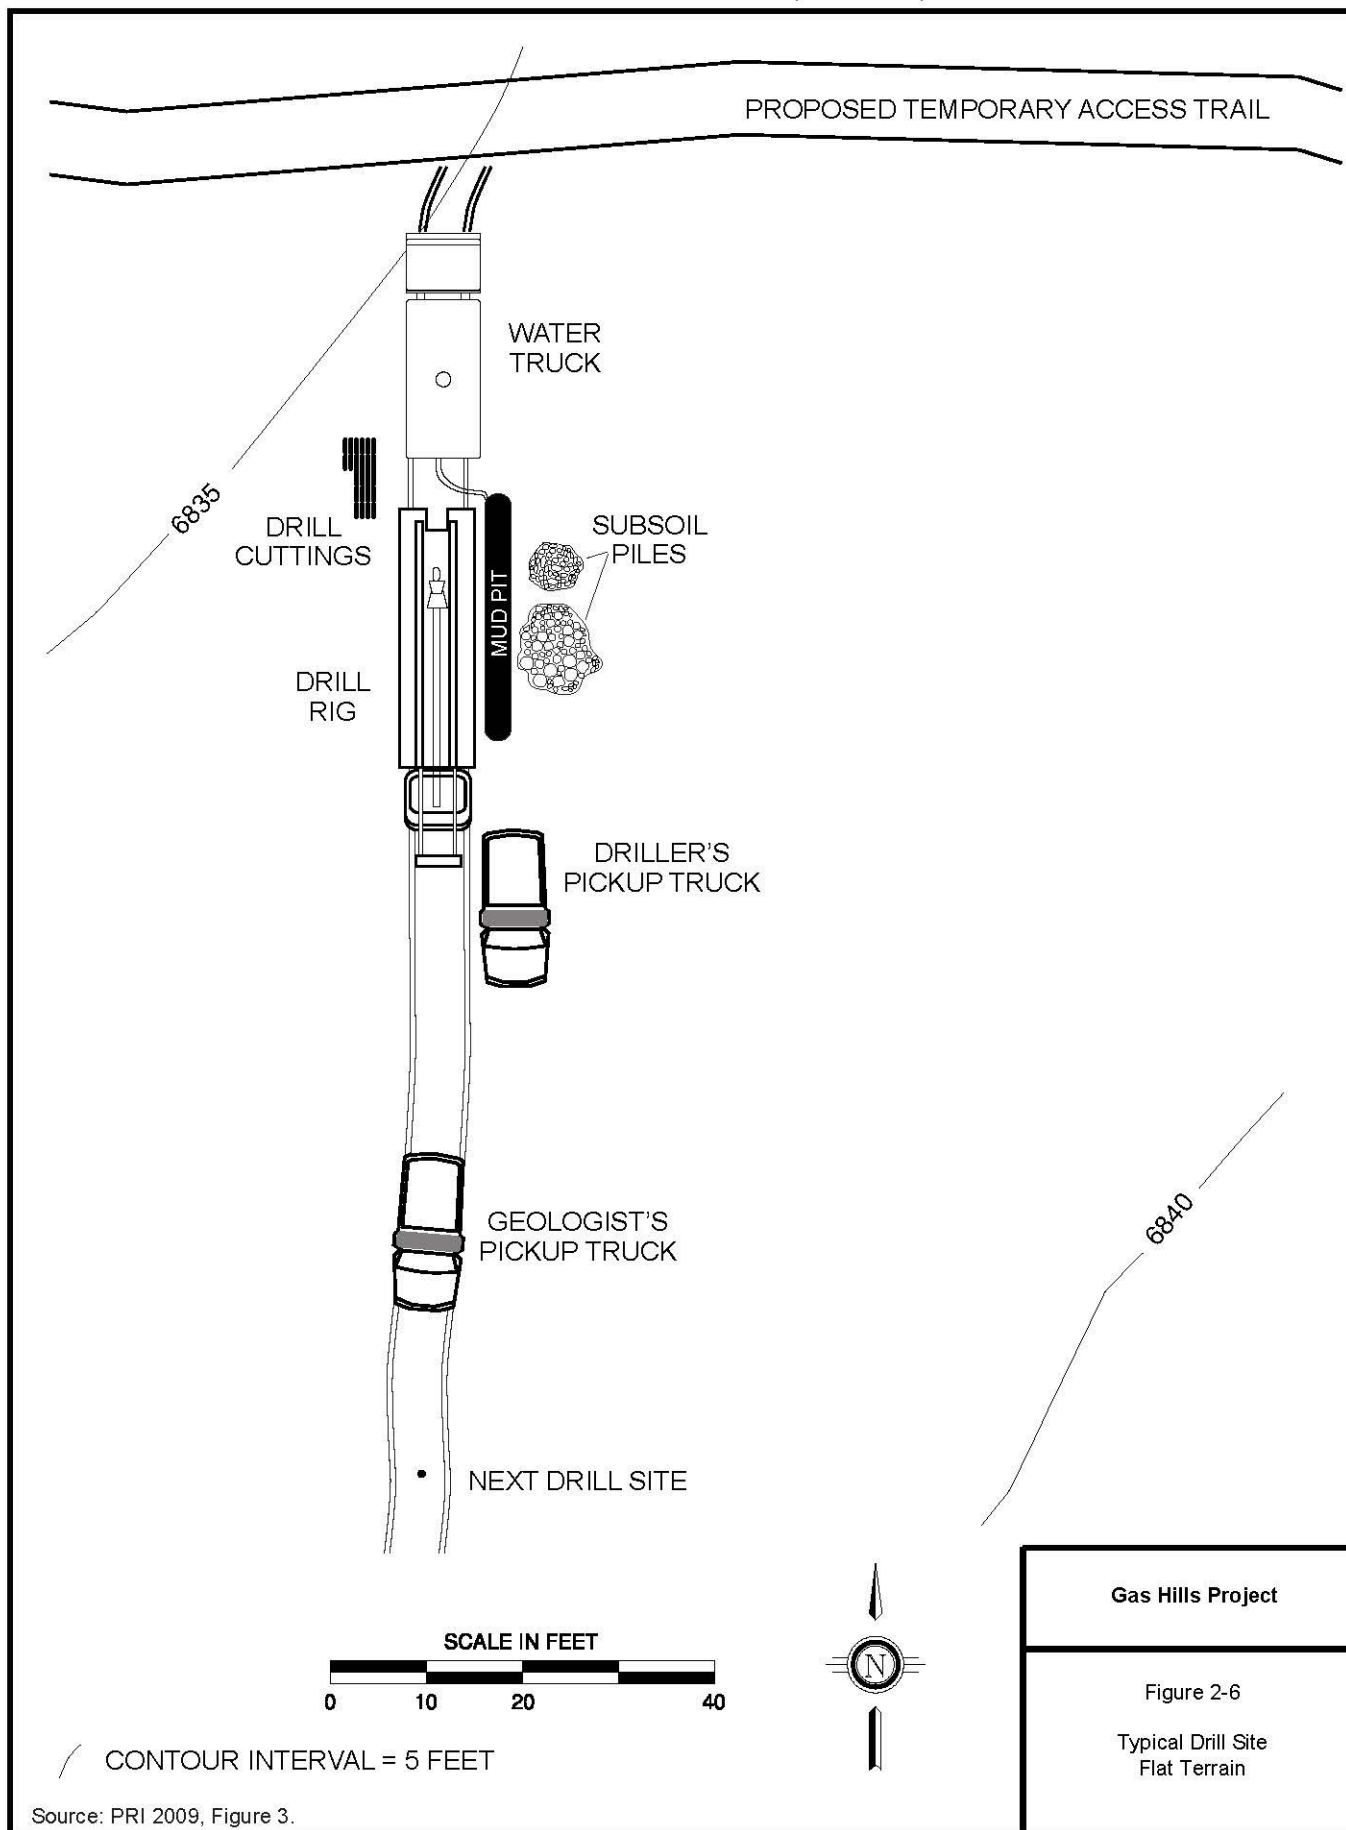 PROPOSED TEMPORARY ACCESS TRAIL
WATER
TRUCK
6835
DRILL
CUTTINGS
SUBSOIL
PILES
MUD PIT
DRILL
RIG
DRILLER'S
PICKUP TRUCK
GEOLOGIST'S
PICKUP TRUCK
6840
NEXT DRILL SITE
SCALE IN FEET
0 10 20 40
N
CONTOUR INTERVAL = 5 FEET
Source: PRI 2009, Figure 3.
Gas Hills Project
Figure 2-6
Typical Drill Site
Flat Terrain